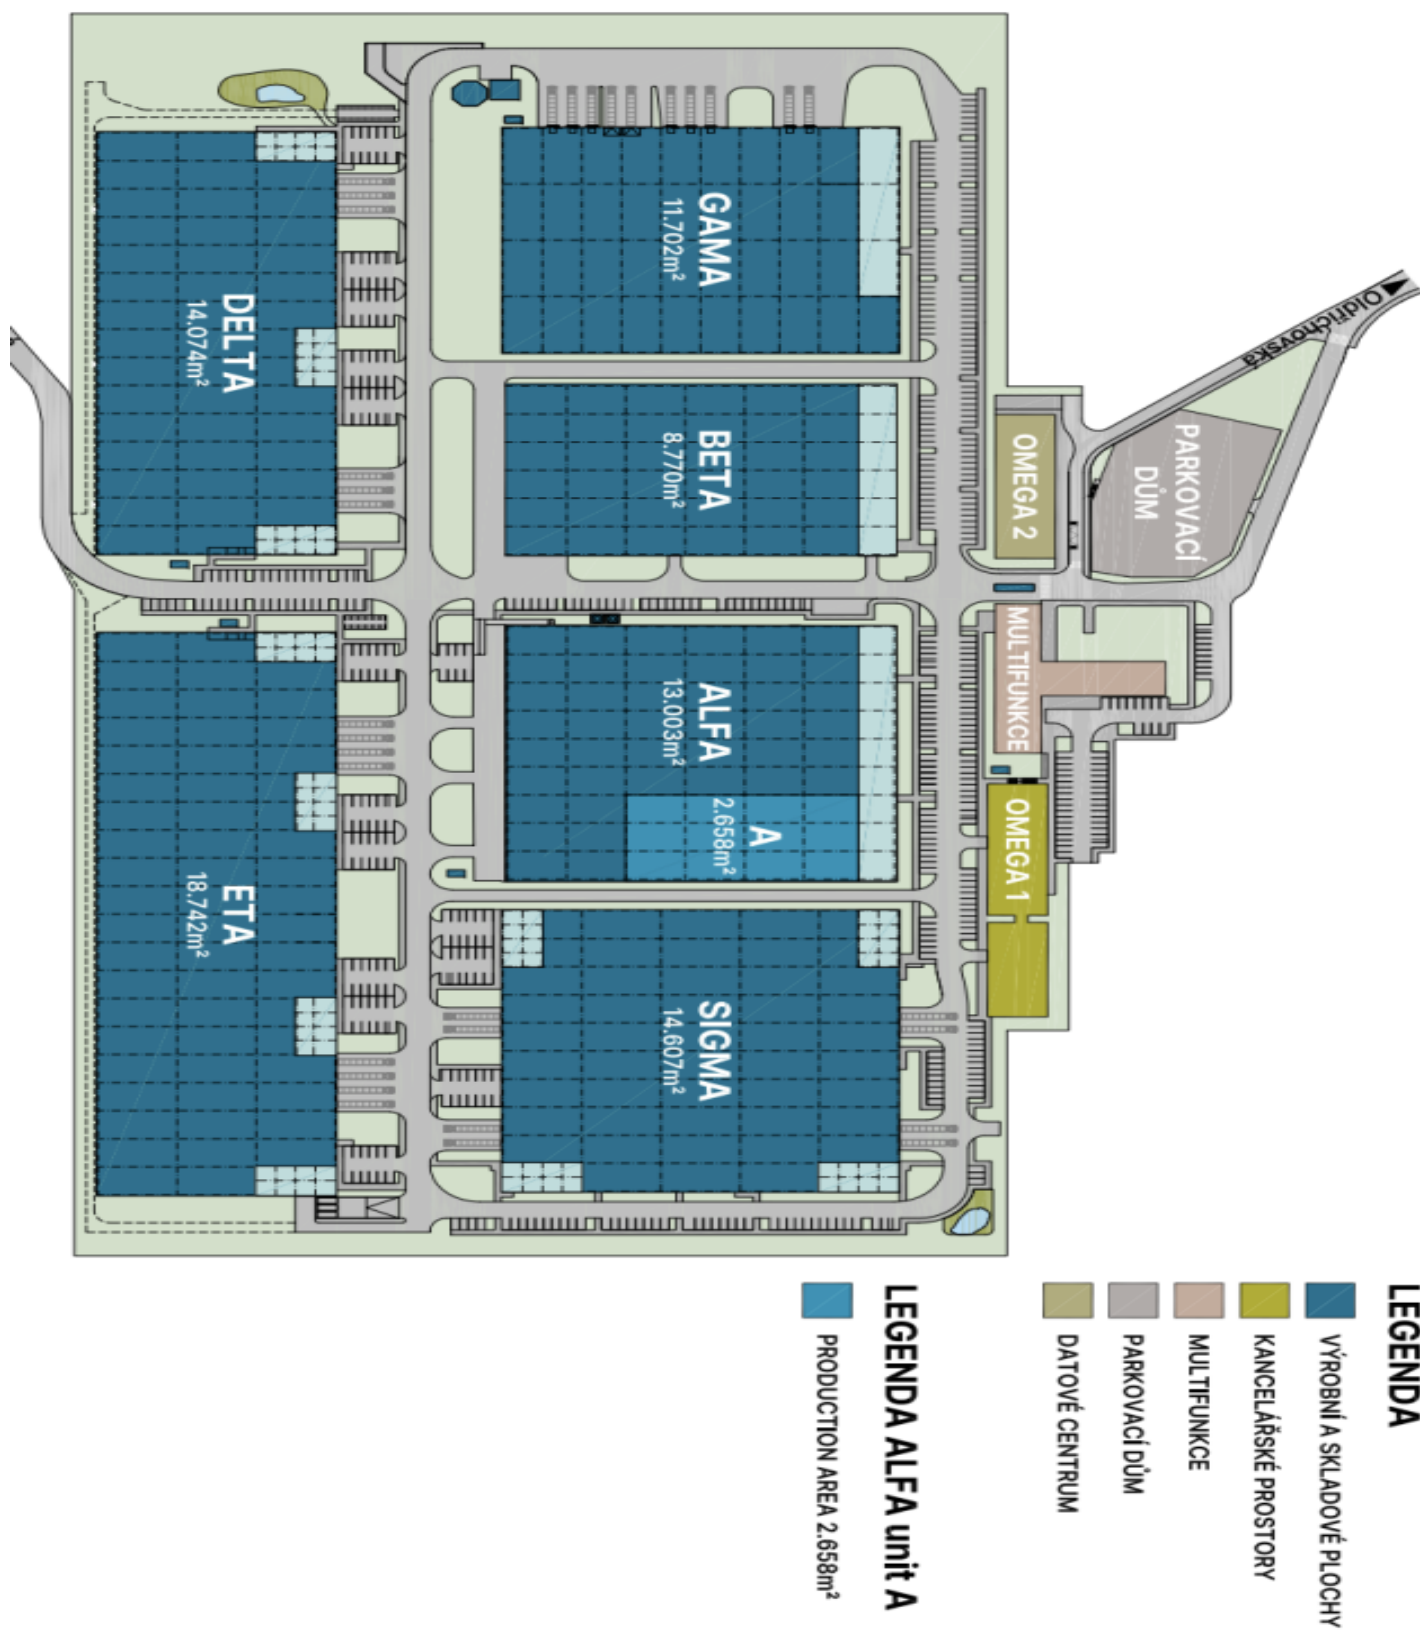 Oldřichovská
GAMA
11.702m²
DELTA
14.074m²
BETA
8.770m²
OMEGA 2
PARKOVACÍ
DŮM
MULTIFUNKCE
ALFA
13.003m²
A
2.658m²
OMEGA 1
ETA
18.742m²
SIGMA
14.607m²
LEGENDA
VÝROBNÍ A SKLADOVÉ PLOCHY
KANCELÁŘSKÉ PROSTORY
MULTIFUNKCE
PARKOVACÍ DŮM
DATOVÉ CENTRUM
LEGENDA ALFA unit A
PRODUCTION AREA 2.658m²